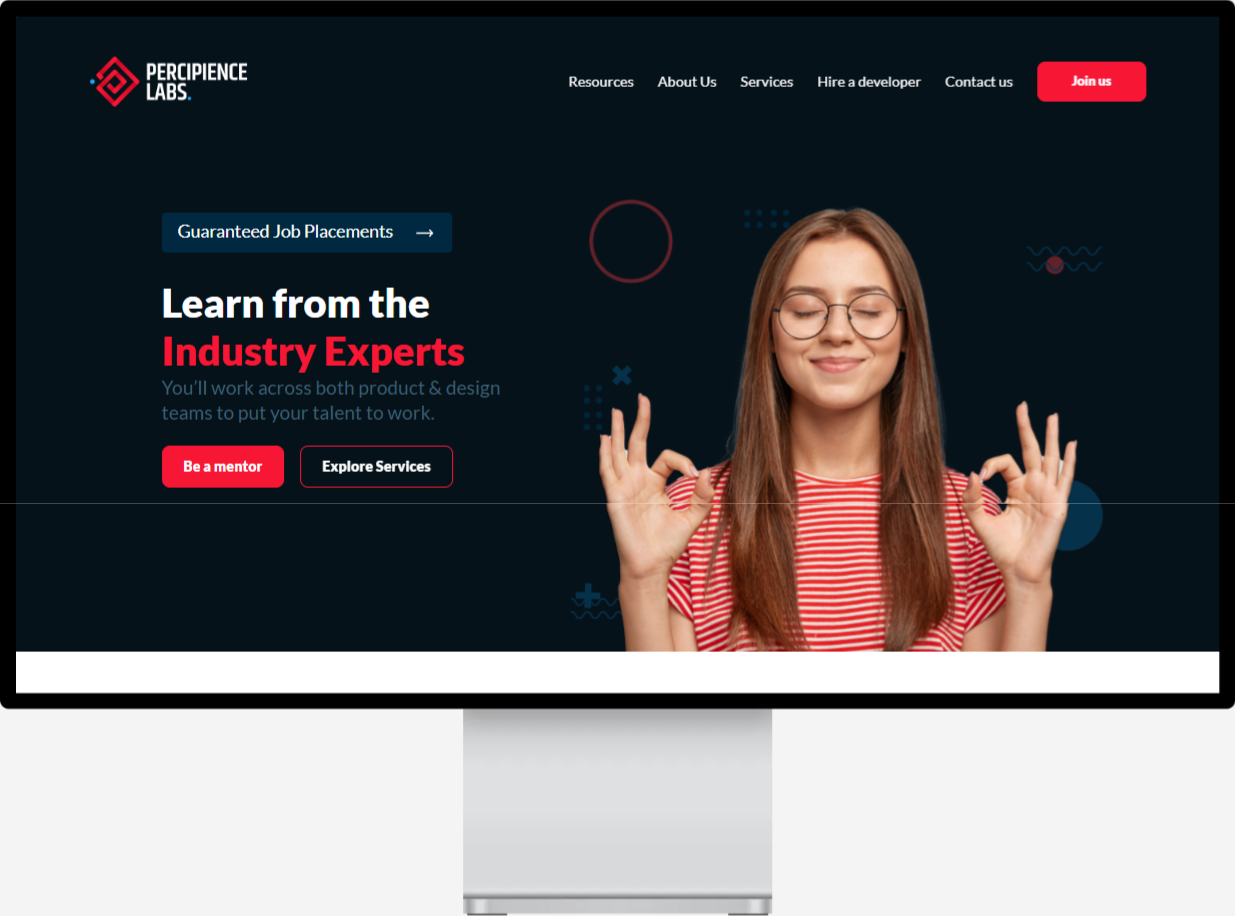 PERCIPIENCE
LABS.
Resources About Us Services Hire a developer Contact us Join us
Guaranteed Job Placements →
Learn from the
Industry Experts
You'll work across both product & design
teams to put your talent to work.
Be a mentor Explore Services